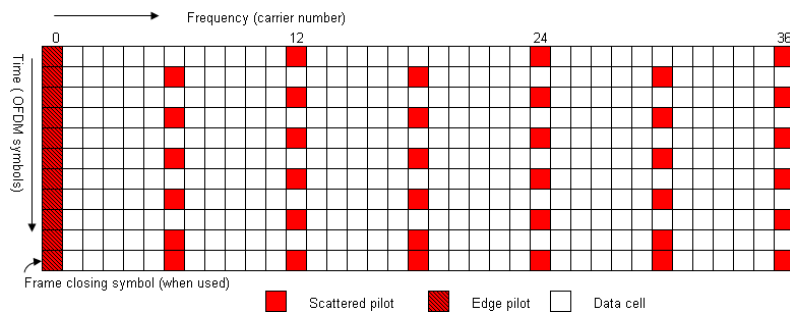 Frequency (carrier number)
0 12 24 36
Time ( OFDM symbols)
Frame closing symbol (when used)
Scattered pilot Edge pilot Data cell